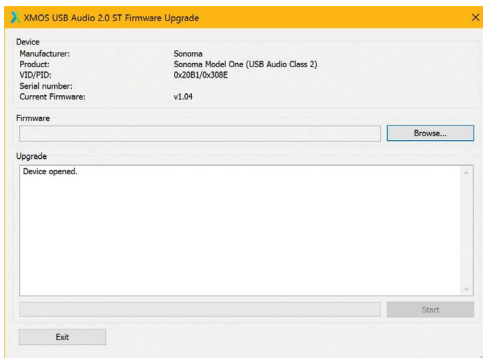 XMOS USB Audio 2.0 ST Firmware Upgrade
Device
Manufacturer: Sonoma
Product: Sonoma Model One (USB Audio Class 2)
VID/PID: 0x20B1/0x308E
Serial number:
Current Firmware: v1.04
Firmware
Browse...
Upgrade
Device opened.
Start
Exit